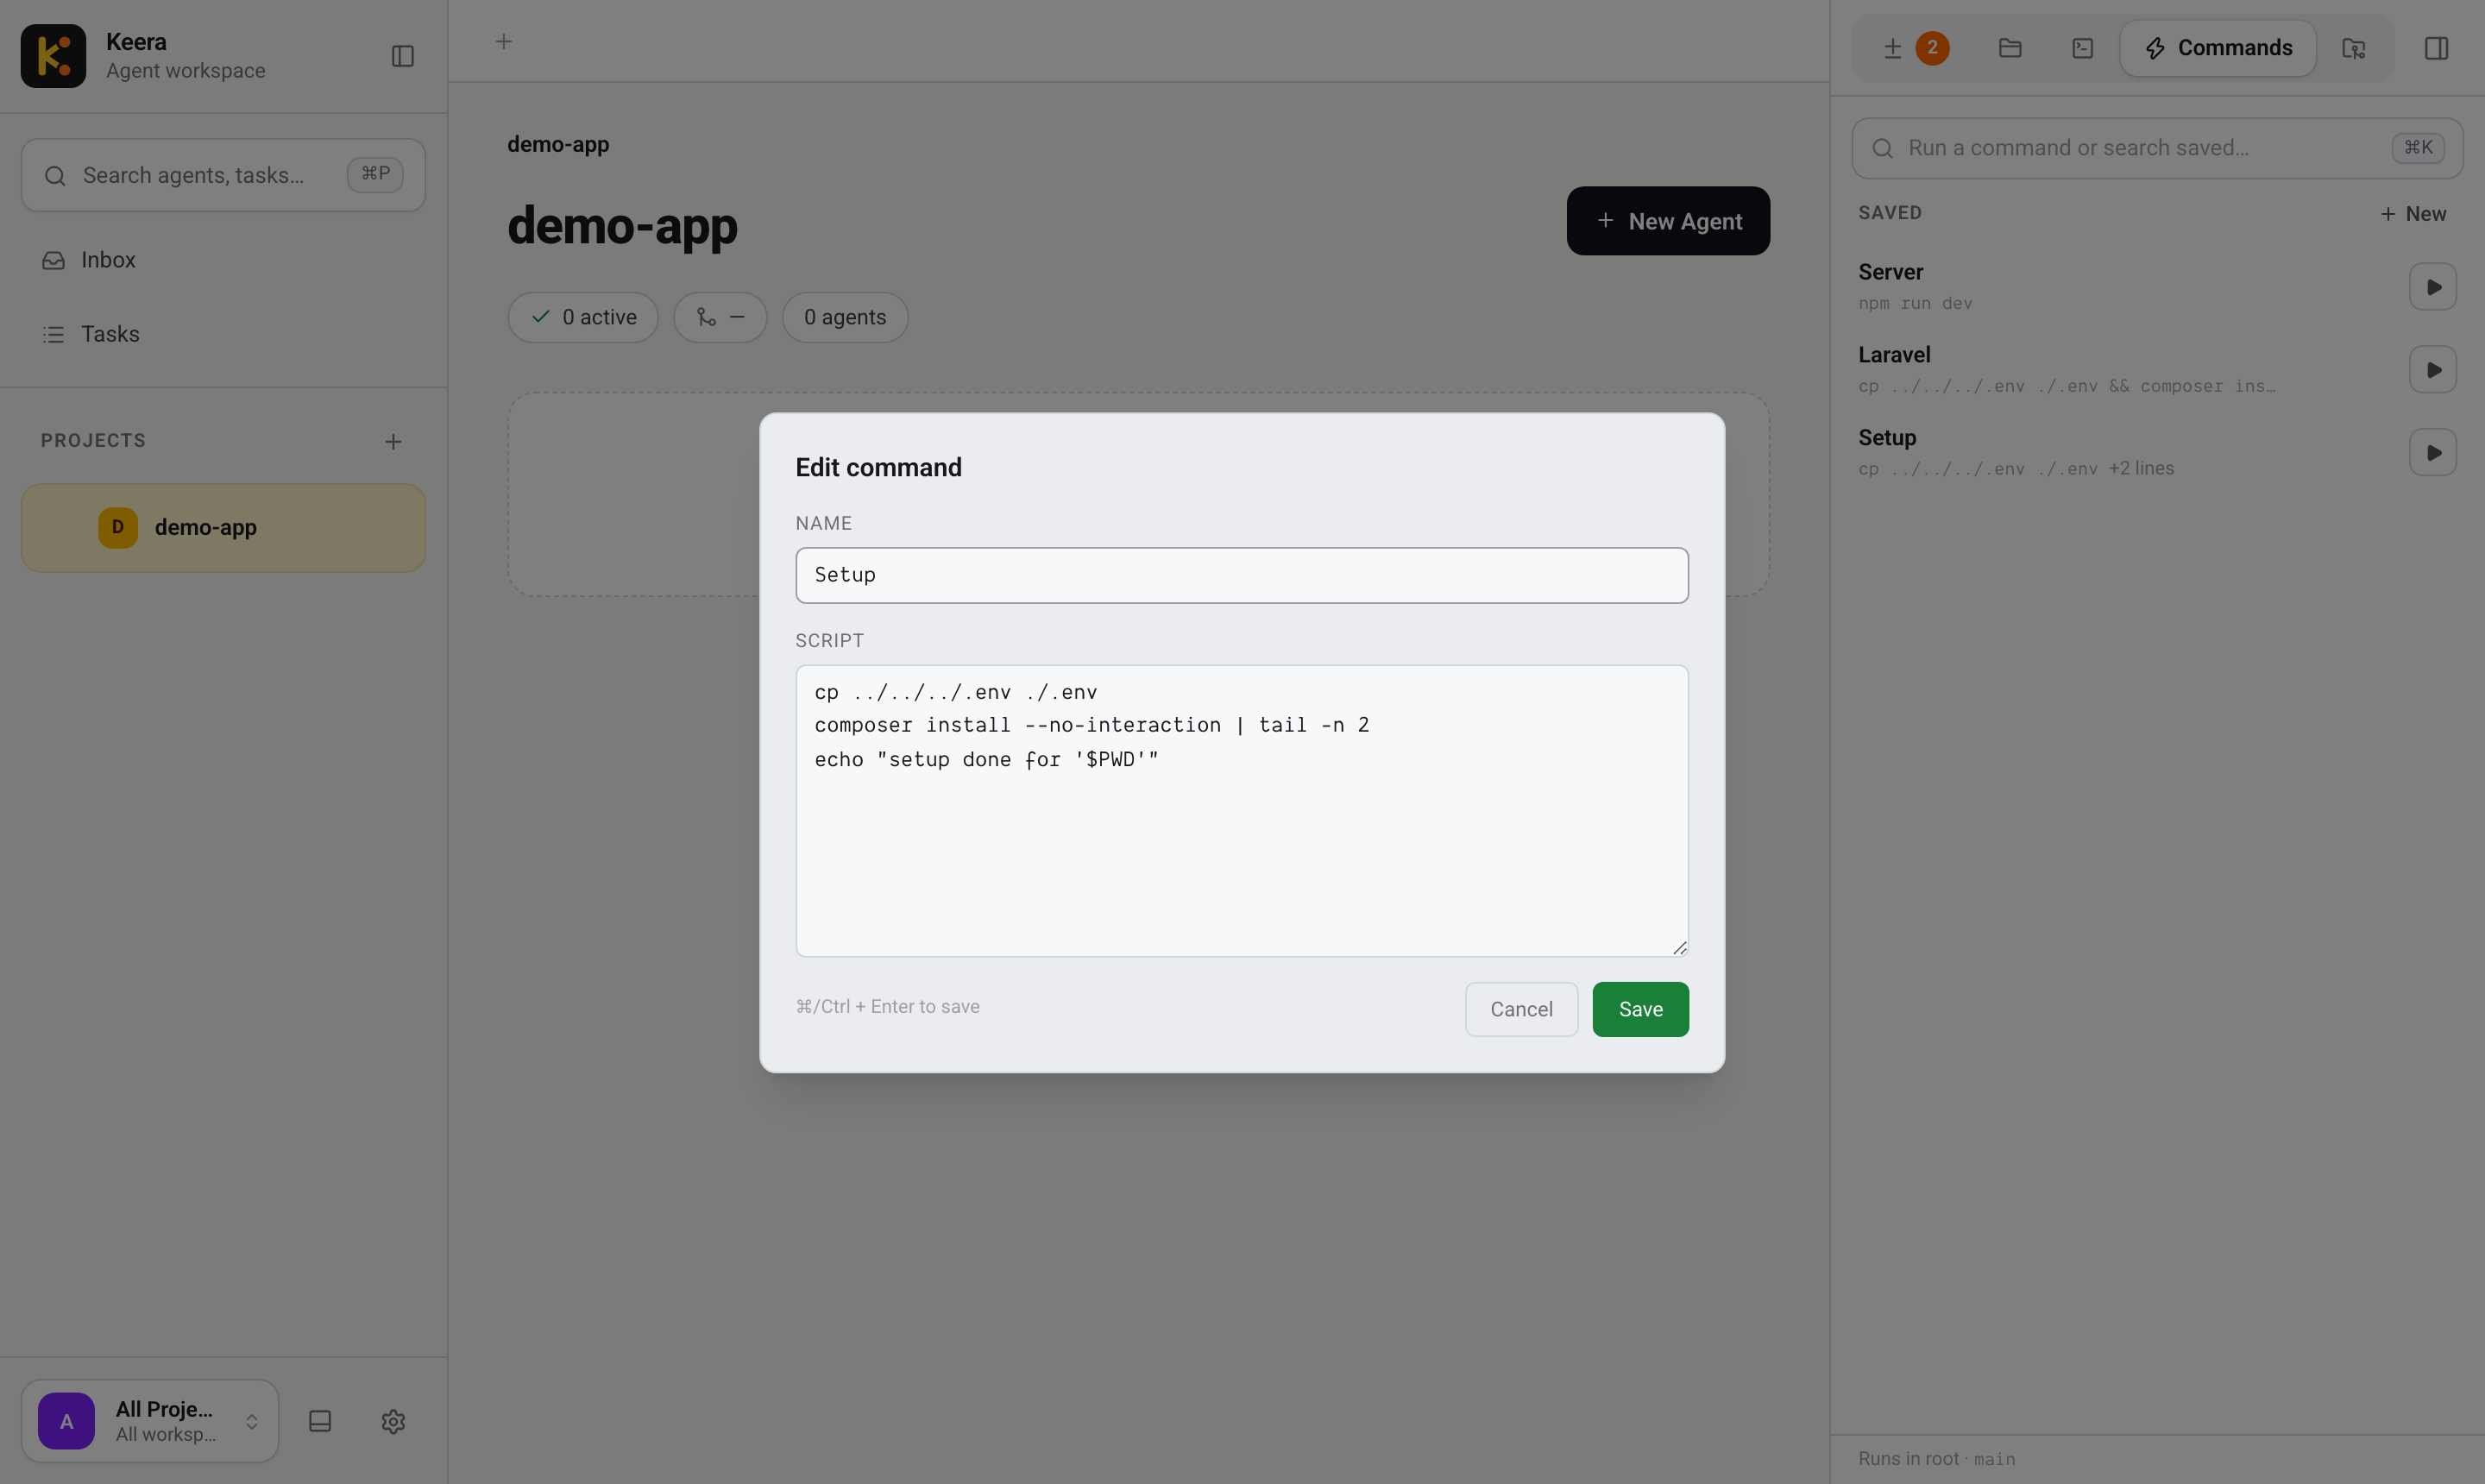 Keera
Agent workspace
Search agents, tasks... ⌘P
Inbox
Tasks
PROJECTS
D demo-app
A
All Proje...
All worksp...
demo-app
demo-app
New Agent
0 active
0 agents
Edit command
NAME
Setup
SCRIPT
cp ../../../.env ./.env
composer install --no-interaction | tail -n 2
echo "setup done for '$PWD'"
⌘/Ctrl + Enter to save
Cancel
Save
2
Commands
Run a command or search saved... ⌘K
SAVED
New
Server
npm run dev
Laravel
cp ../../../.env ./.env && composer ins…
Setup
cp ../../../.env ./.env +2 lines
Runs in root · main